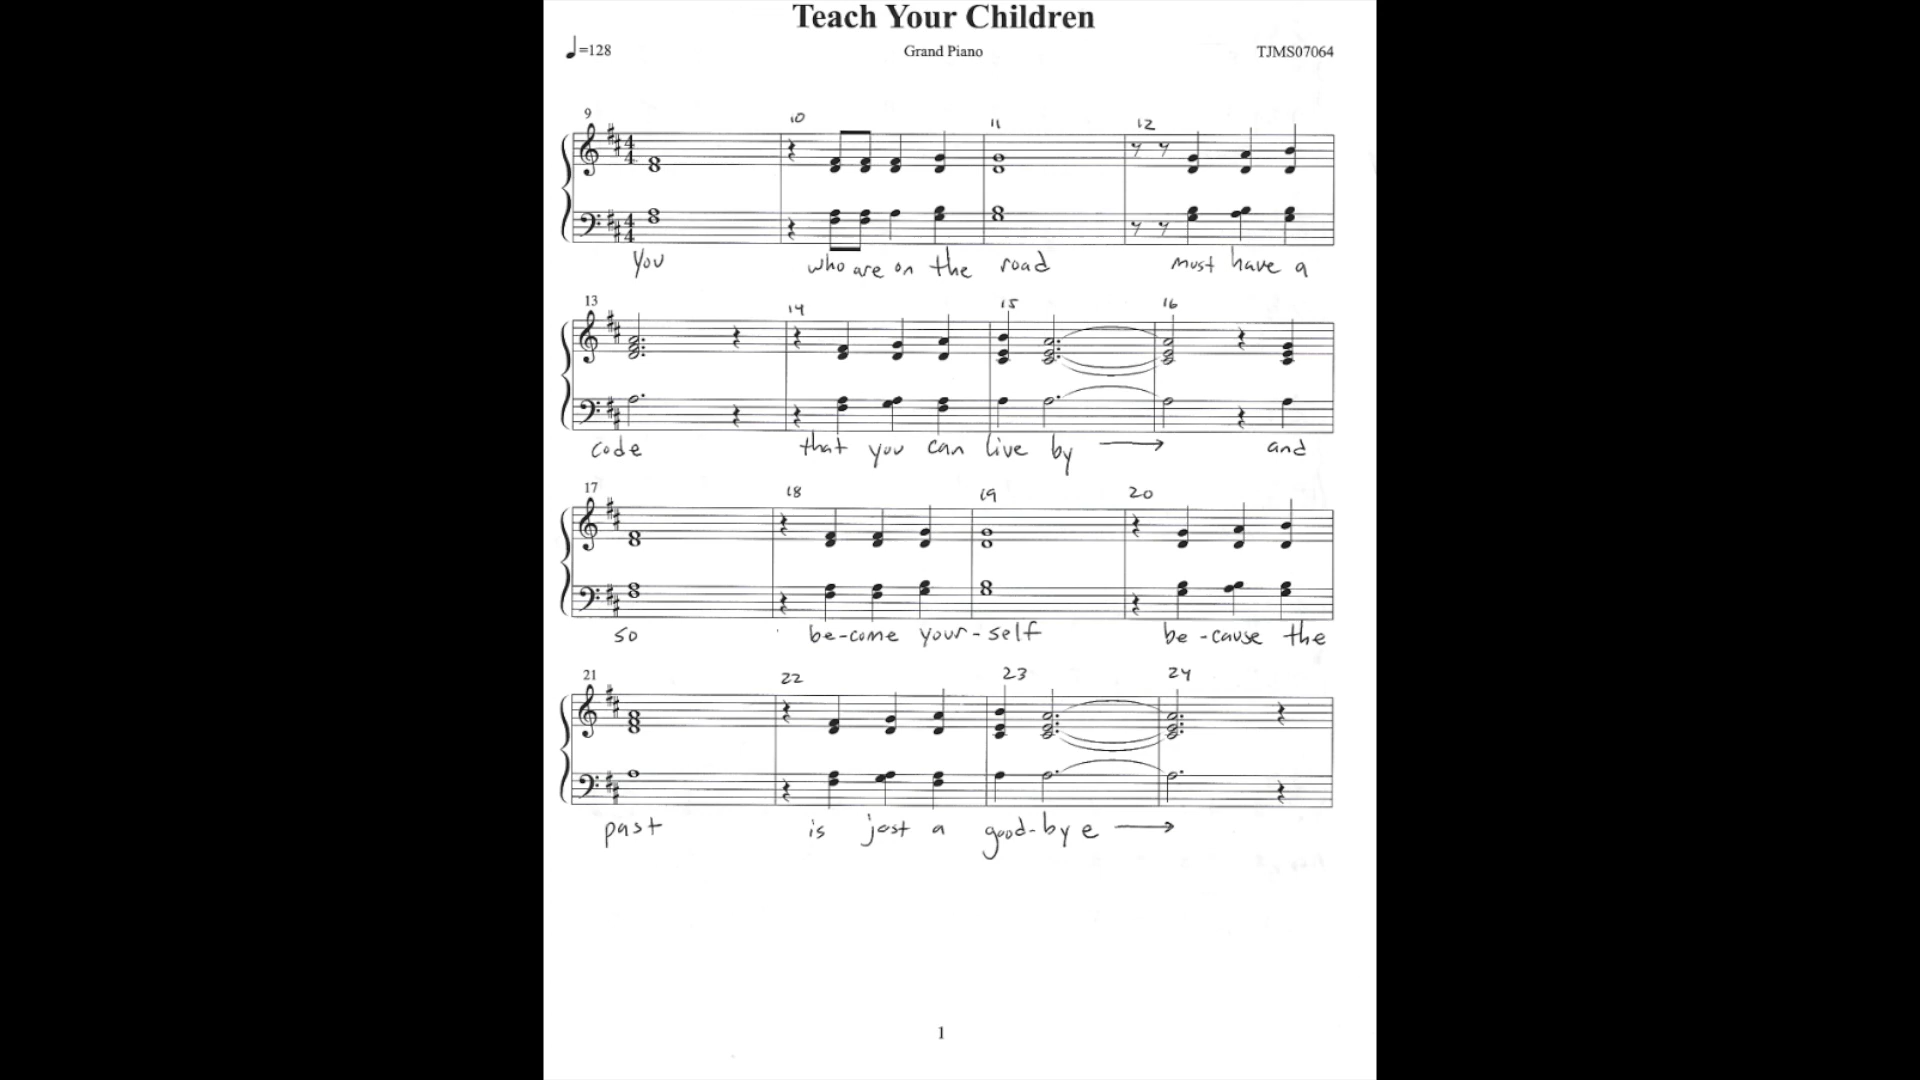 Teach Your Children
♩=128 Grand Piano TJMS07064
9 10 11 12
You who are on the road must have a
13 14 15 16
code that you can live by → and
17 18 19 20
so be-come your-self be-cause the
21 22 23 24
past is just a good-bye →
1